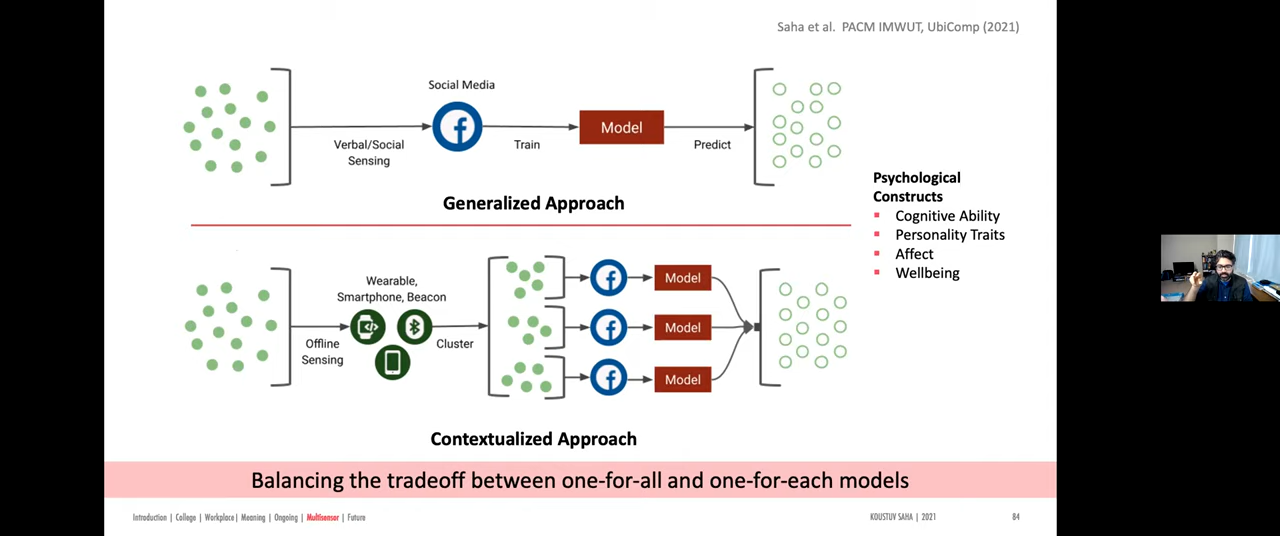 Saha et al. PACM IMWUT, UbiComp (2021)
Social Media
Model
Verbal/Social
Sensing
Train
Predict
Generalized Approach
Psychological
Constructs
Cognitive Ability
Personality Traits
Affect
Wellbeing
Wearable,
Smartphone, Beacon
Offline
Sensing
Cluster
Model
Model
Model
Contextualized Approach
Balancing the tradeoff between one-for-all and one-for-each models
Introduction | College | Workplace | Meaning | Ongoing | Multisensor | Future
KOUSTUV SAHA | 2021
84